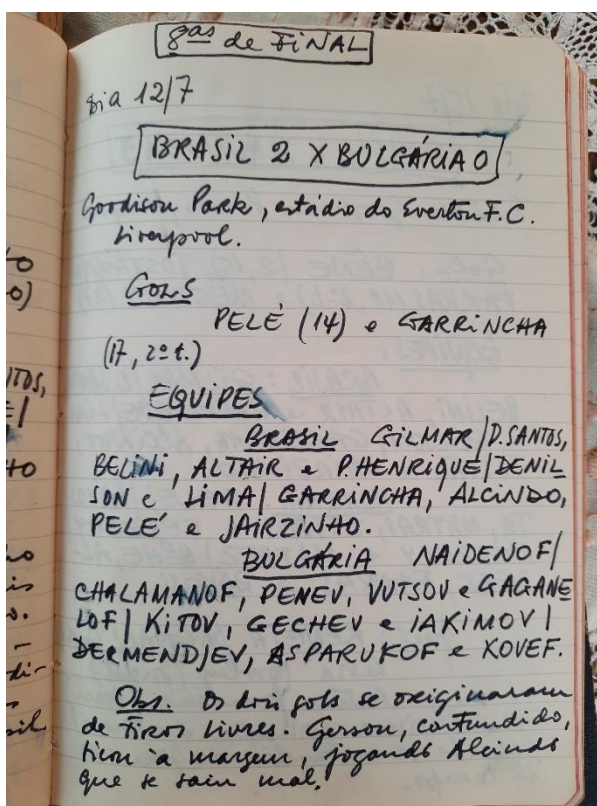 8as de FiNAL
Dia 12/7
BRASiL 2 X BULGÁRiA 0
Goodison Park, estádio do Everton F.C.
Liverpool.
GOLS
PELÉ (14) e GARRiNCHA
(17, 2º t.)
EQUiPES
BRASiL GiLMAR/D.SANTOS,
BELiNi, ALTAiR e P.HENRiQUE/DENiL
SON e LiMA/ GARRiNCHA, ALCiNDO,
PELÉ e JAiRZiNHO.
BULGÁRiA NAiDENOF/
CHALAMANOF, PENEV, VUTSOV e GAGANE
LOF/ KiTOV, GECHEV e iAKiMOV/
DERMENDJEV, ASPARUKOF e KOVEF.
Obs. Os dois gols se originaram
de tiros livres. Gerson, contundido,
ficou à margem, jogando Alcindo
que se saiu mal.